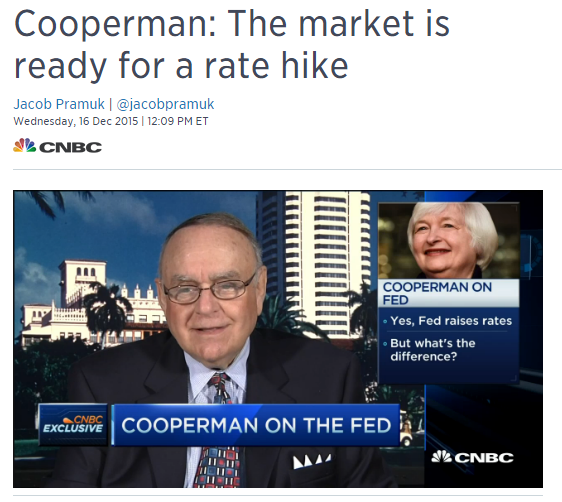 Cooperman: The market is
ready for a rate hike
Jacob Pramuk | @jacobpramuk
Wednesday, 16 Dec 2015 | 12:09 PM ET
CNBC
COOPERMAN ON
FED
Yes, Fed raises rates
But what's the
difference?
CNBC
EXCLUSIVE
COOPERMAN ON THE FED
CNBC